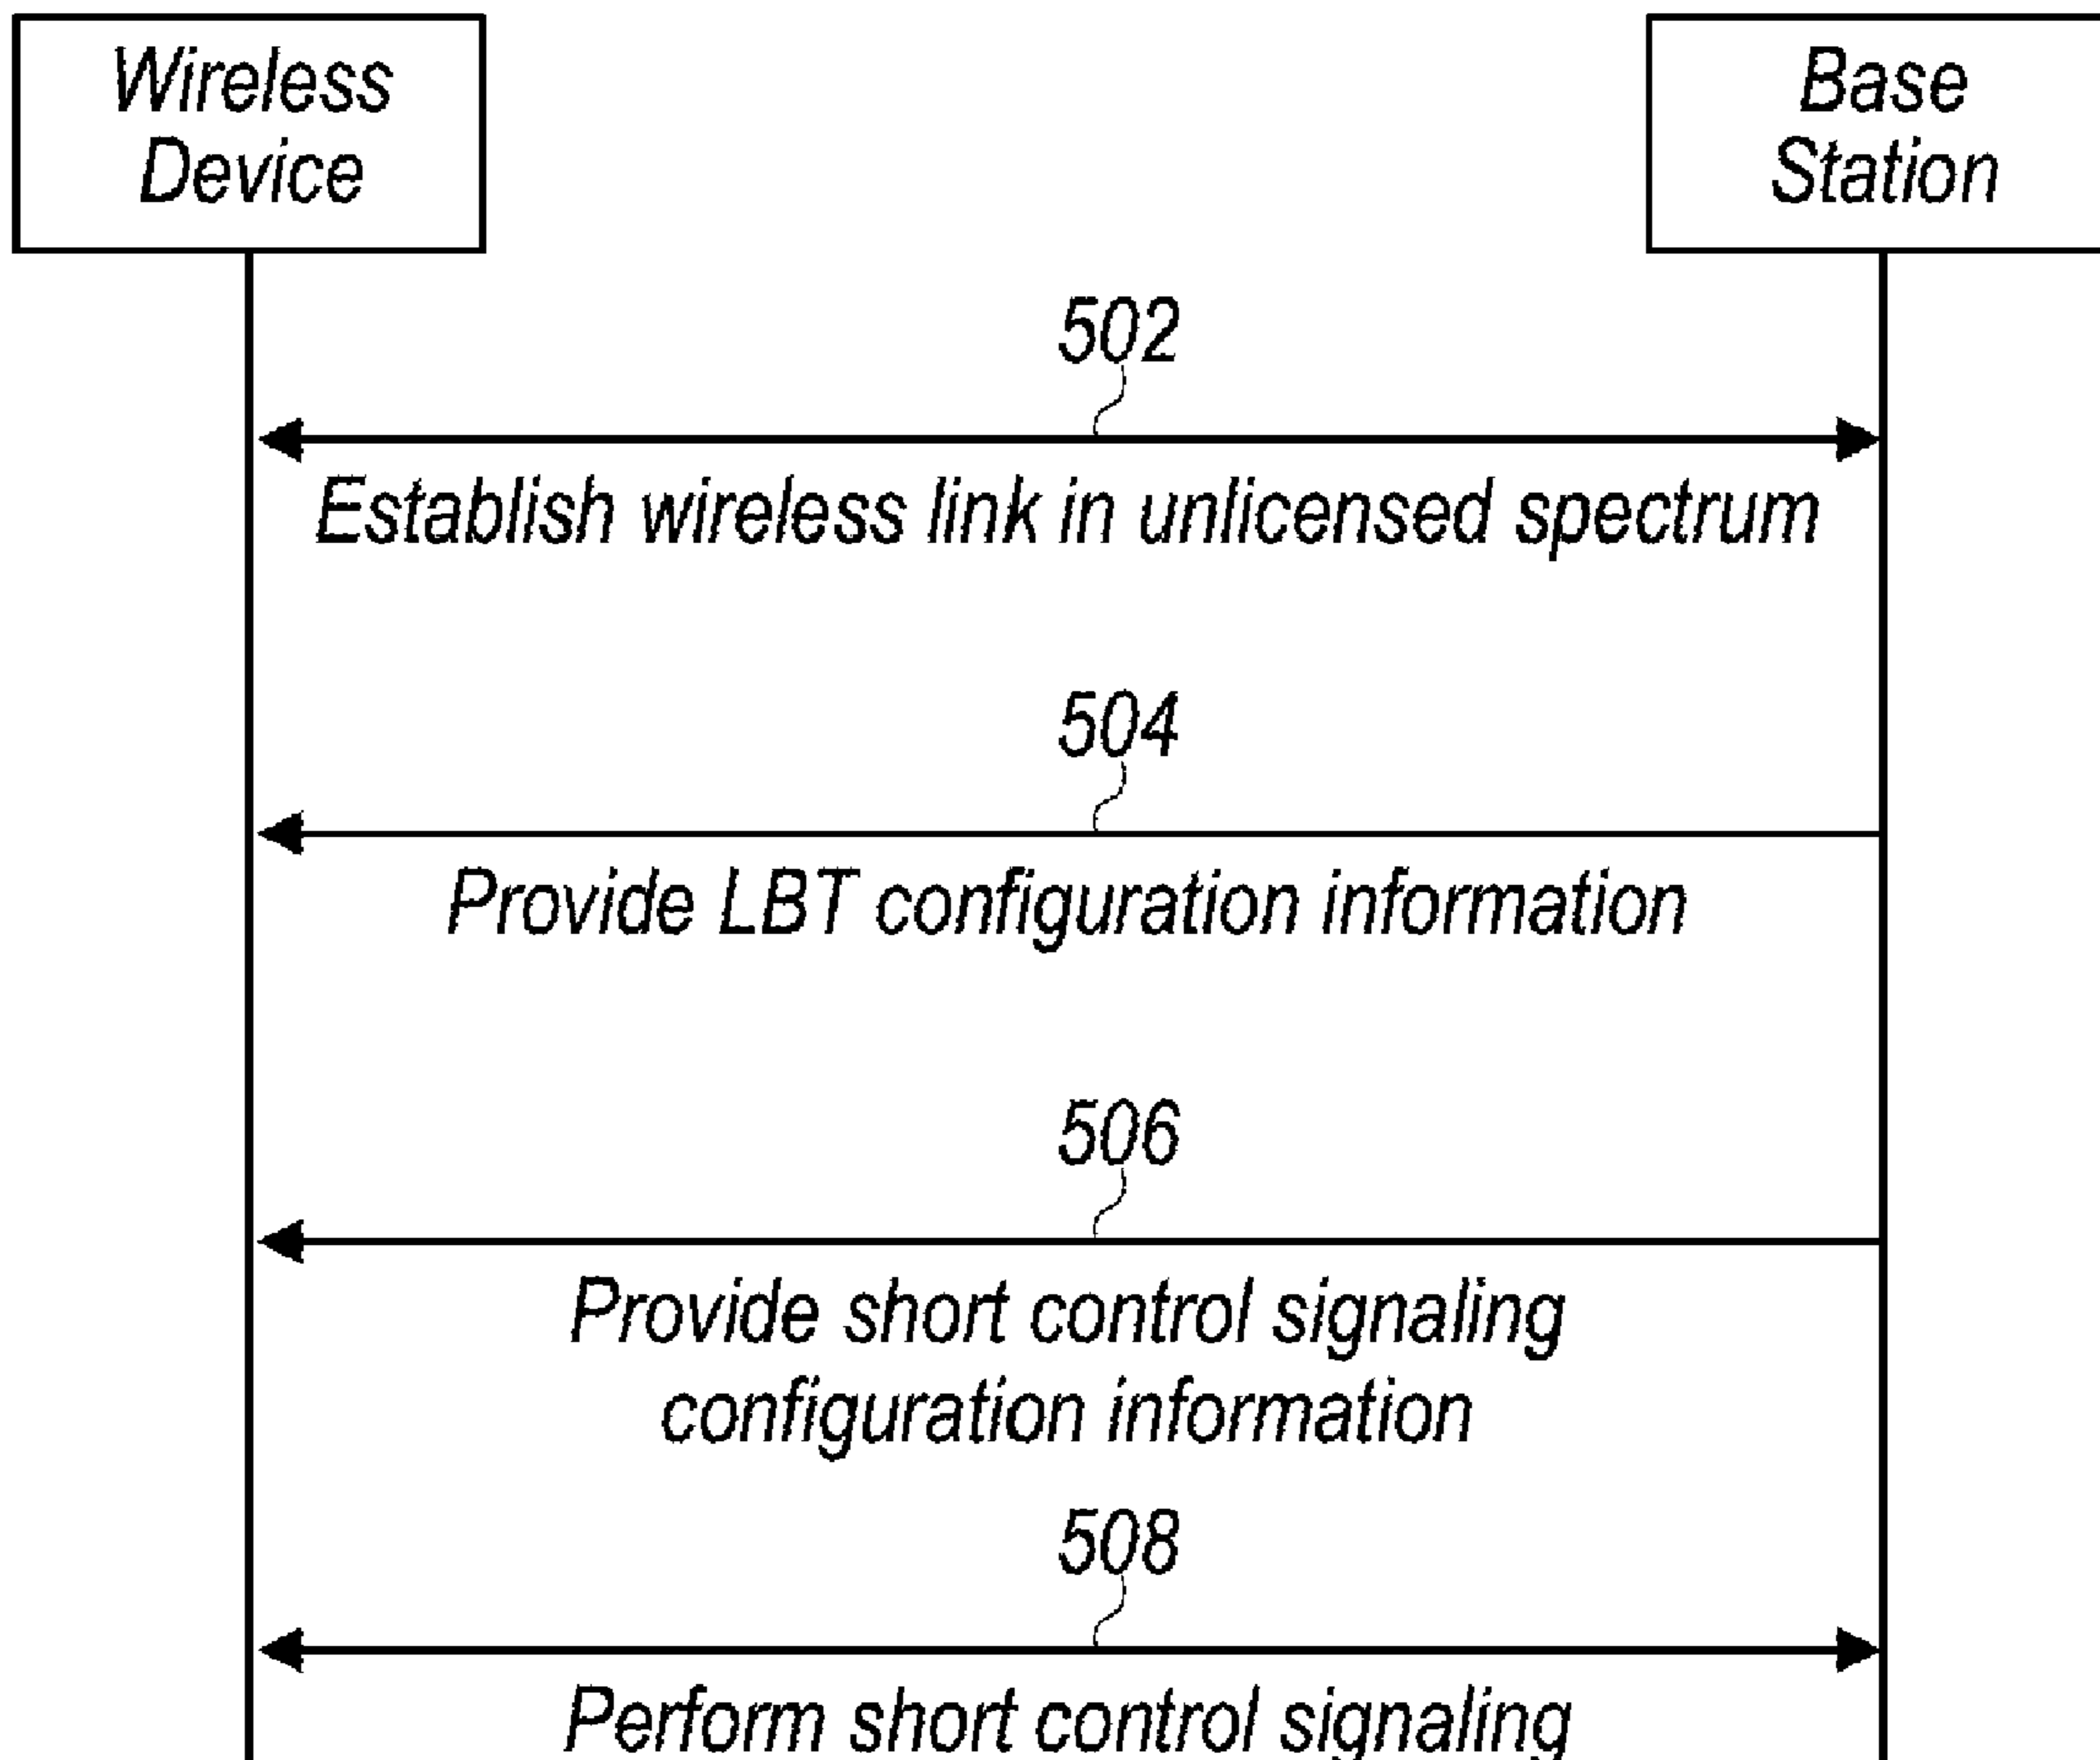 Wireless
Device
Base
Station
502
Establish wireless link in unlicensed spectrum
504
Provide LBT configuration information
506
Provide short control signaling
configuration information
508
Perform short control signaling